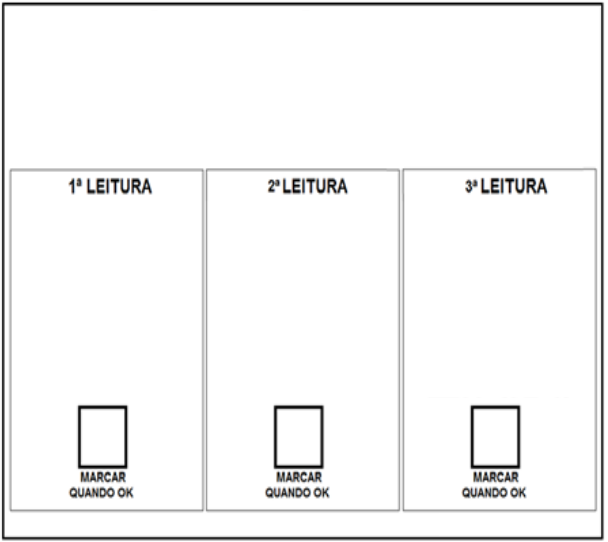 1ª LEITURA
2ª LEITURA
3ª LEITURA
MARCAR
QUANDO OK
MARCAR
QUANDO OK
MARCAR
QUANDO OK